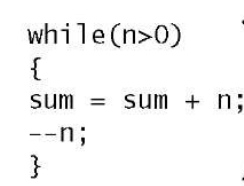 while(n>0)
{
sum = sum + n;
--n;
}